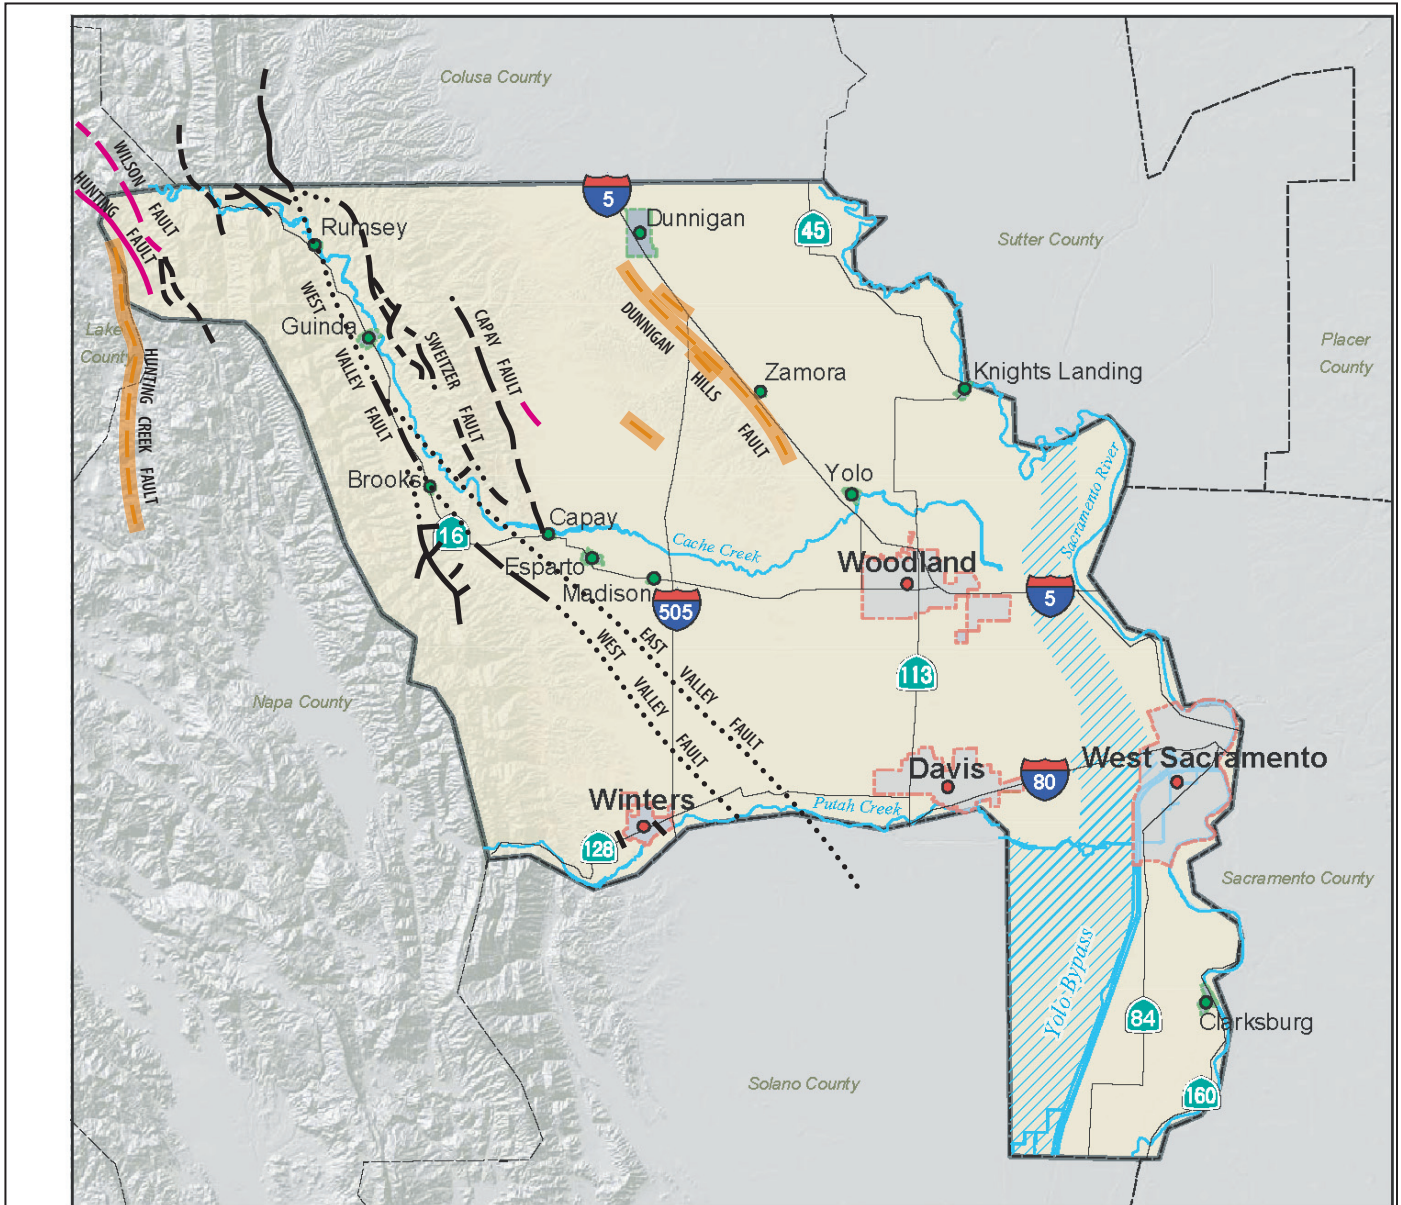 Colusa County
WILSON
FAULT
HUNTING
FAULT
5
Dunnigan
45
Rumsey
Sutter County
WEST
VALLEY
FAULT
Guinda
Lake
County
HUNTING CREEK FAULT
SWEITZER
FAULT
CAPAY
FAULT
DUNNIGAN
HILLS
FAULT
Zamora
Knights Landing
Placer
County
Brooks
Yolo
Sacramento River
16
Capay
Cache Creek
Esparto
Madison
Woodland
505
5
WEST
VALLEY
FAULT
EAST
VALLEY
FAULT
113
Napa County
Davis
80
West Sacramento
Winters
Putah Creek
128
Sacramento County
Yolo Bypass
84
Clarksburg
Solano County
160